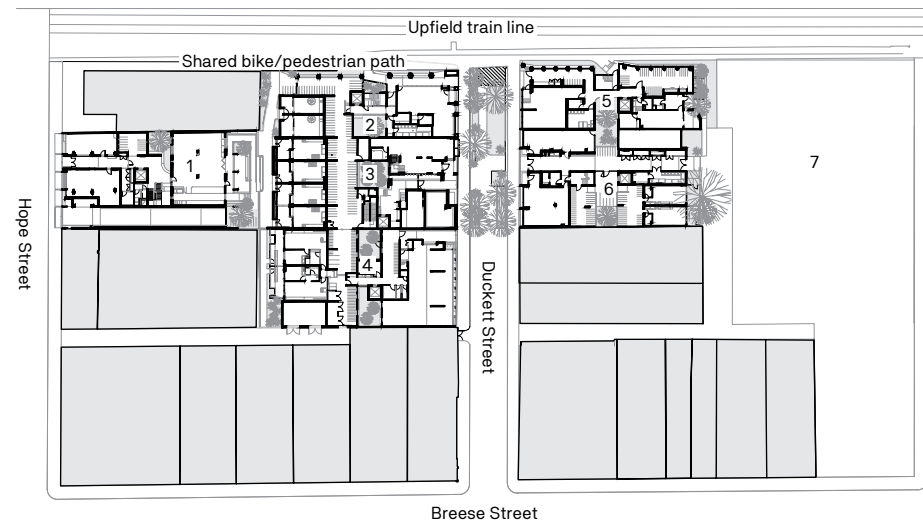 Upfield train line
Shared bike/pedestrian path
1
2
3
4
5
6
7
Hope Street
Duckett Street
Breese Street